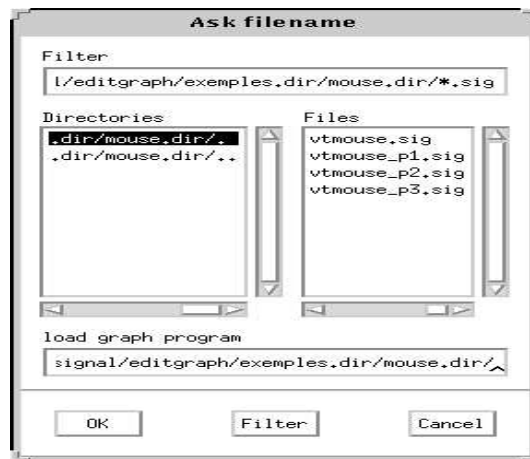 Ask filename
Filter
l/editgraph/exemples.dir/mouse.dir/*.sig
Directories
.dir/mouse.dir/.
.dir/mouse.dir/..
Files
vtmouse.sig
vtmouse_p1.sig
vtmouse_p2.sig
vtmouse_p3.sig
load graph program
signal/editgraph/exemples.dir/mouse.dir/
OK
Filter
Cancel